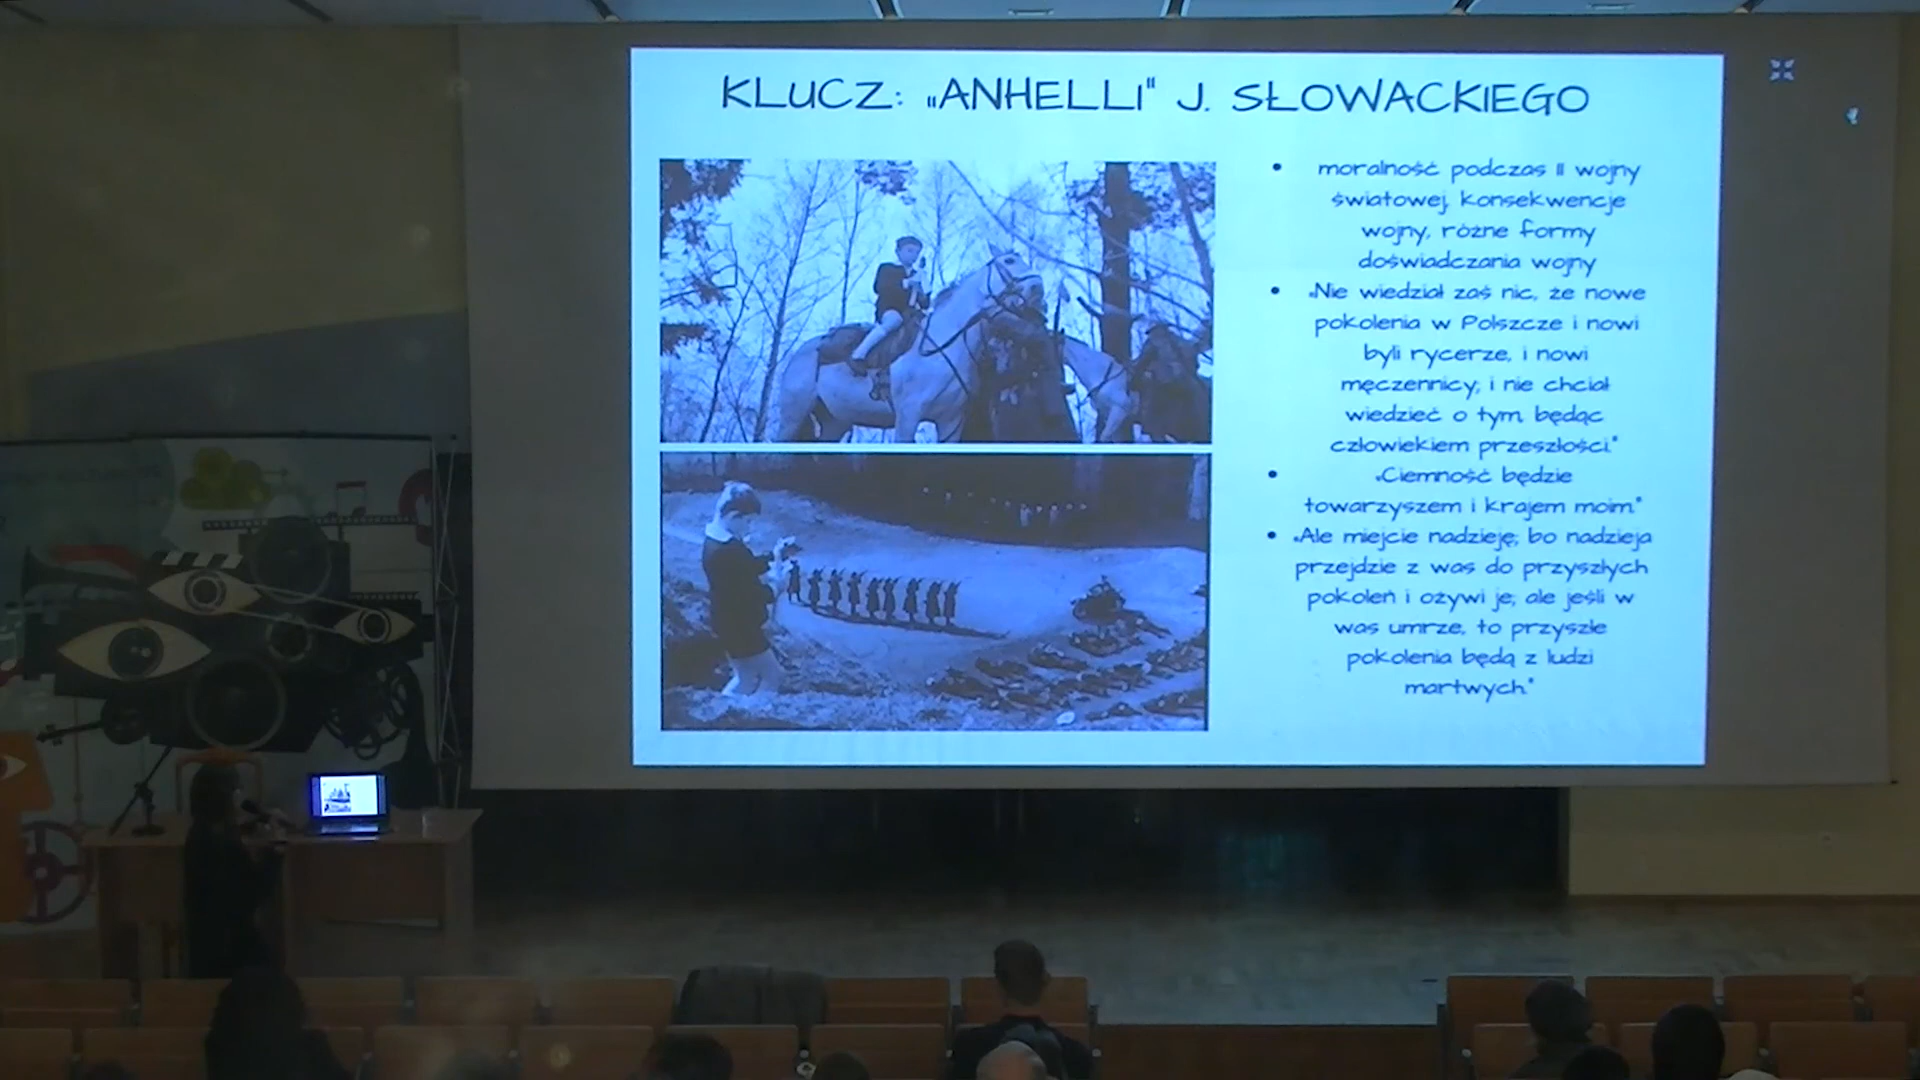 KLUCZ: „ANHELLI" J. SŁOWACKIEGO
• moralność podczas II wojny
światowej, konsekwencje
wojny, różne formy
doświadczania wojny
• „Nie wiedział zaś nic, że nowe
pokolenia w Polszcze i nowi
byli rycerze, i nowi
męczennicy; i nie chciał
wiedzieć o tym, będąc
człowiekiem przeszłości."
• „Ciemność będzie
towarzyszem i krajem moim."
• „Ale miejcie nadzieję; bo nadzieja
przejdzie z was do przyszłych
pokoleń i ożywi je; ale jeśli w
was umrze, to przyszłe
pokolenia będą z ludzi
martwych."